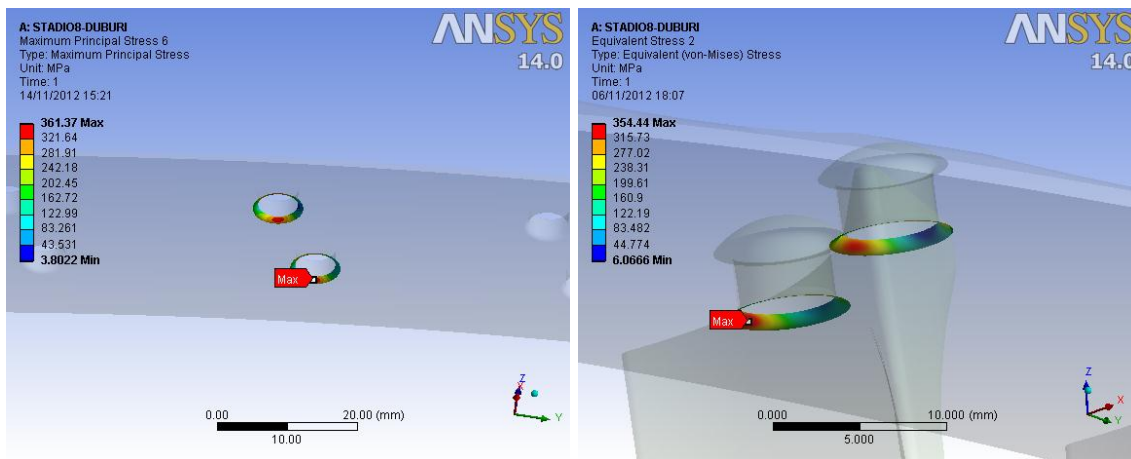 A: STADIO8-DUBURI
Maximum Principal Stress 6
Type: Maximum Principal Stress
Unit: MPa
Time: 1
14/11/2012 15:21
ANSYS
14.0
361.37 Max
321.64
281.91
242.18
202.45
162.72
122.99
83.261
43.531
3.8022 Min
Max
0.00 20.00 (mm)
10.00
Z
X
Y
A: STADIO8-DUBURI
Equivalent Stress 2
Type: Equivalent (von-Mises) Stress
Unit: MPa
Time: 1
06/11/2012 18:07
ANSYS
14.0
354.44 Max
315.73
277.02
238.31
199.61
160.9
122.19
83.482
44.774
6.0666 Min
Max
0.000 10.000 (mm)
5.000
Z
X
Y